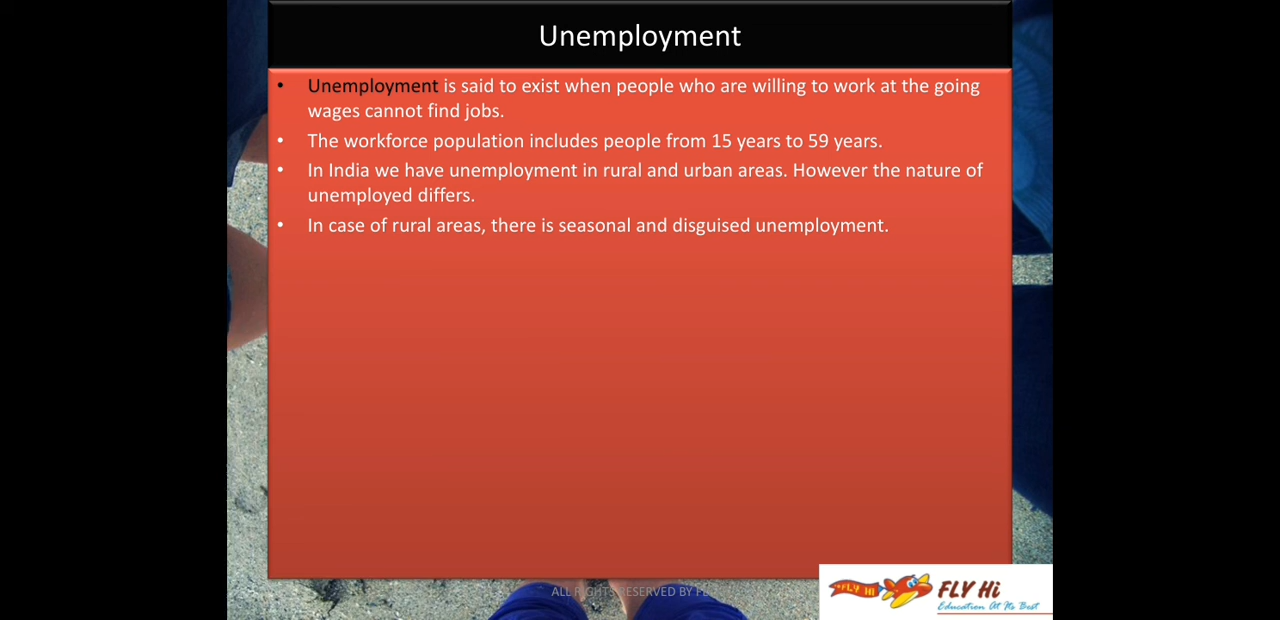 Unemployment
• Unemployment is said to exist when people who are willing to work at the going
wages cannot find jobs.
• The workforce population includes people from 15 years to 59 years.
• In India we have unemployment in rural and urban areas. However the nature of
unemployed differs.
• In case of rural areas, there is seasonal and disguised unemployment.
ALL RIGHTS RESERVED BY
FLY HI
FLY Hi
Education At Its Best